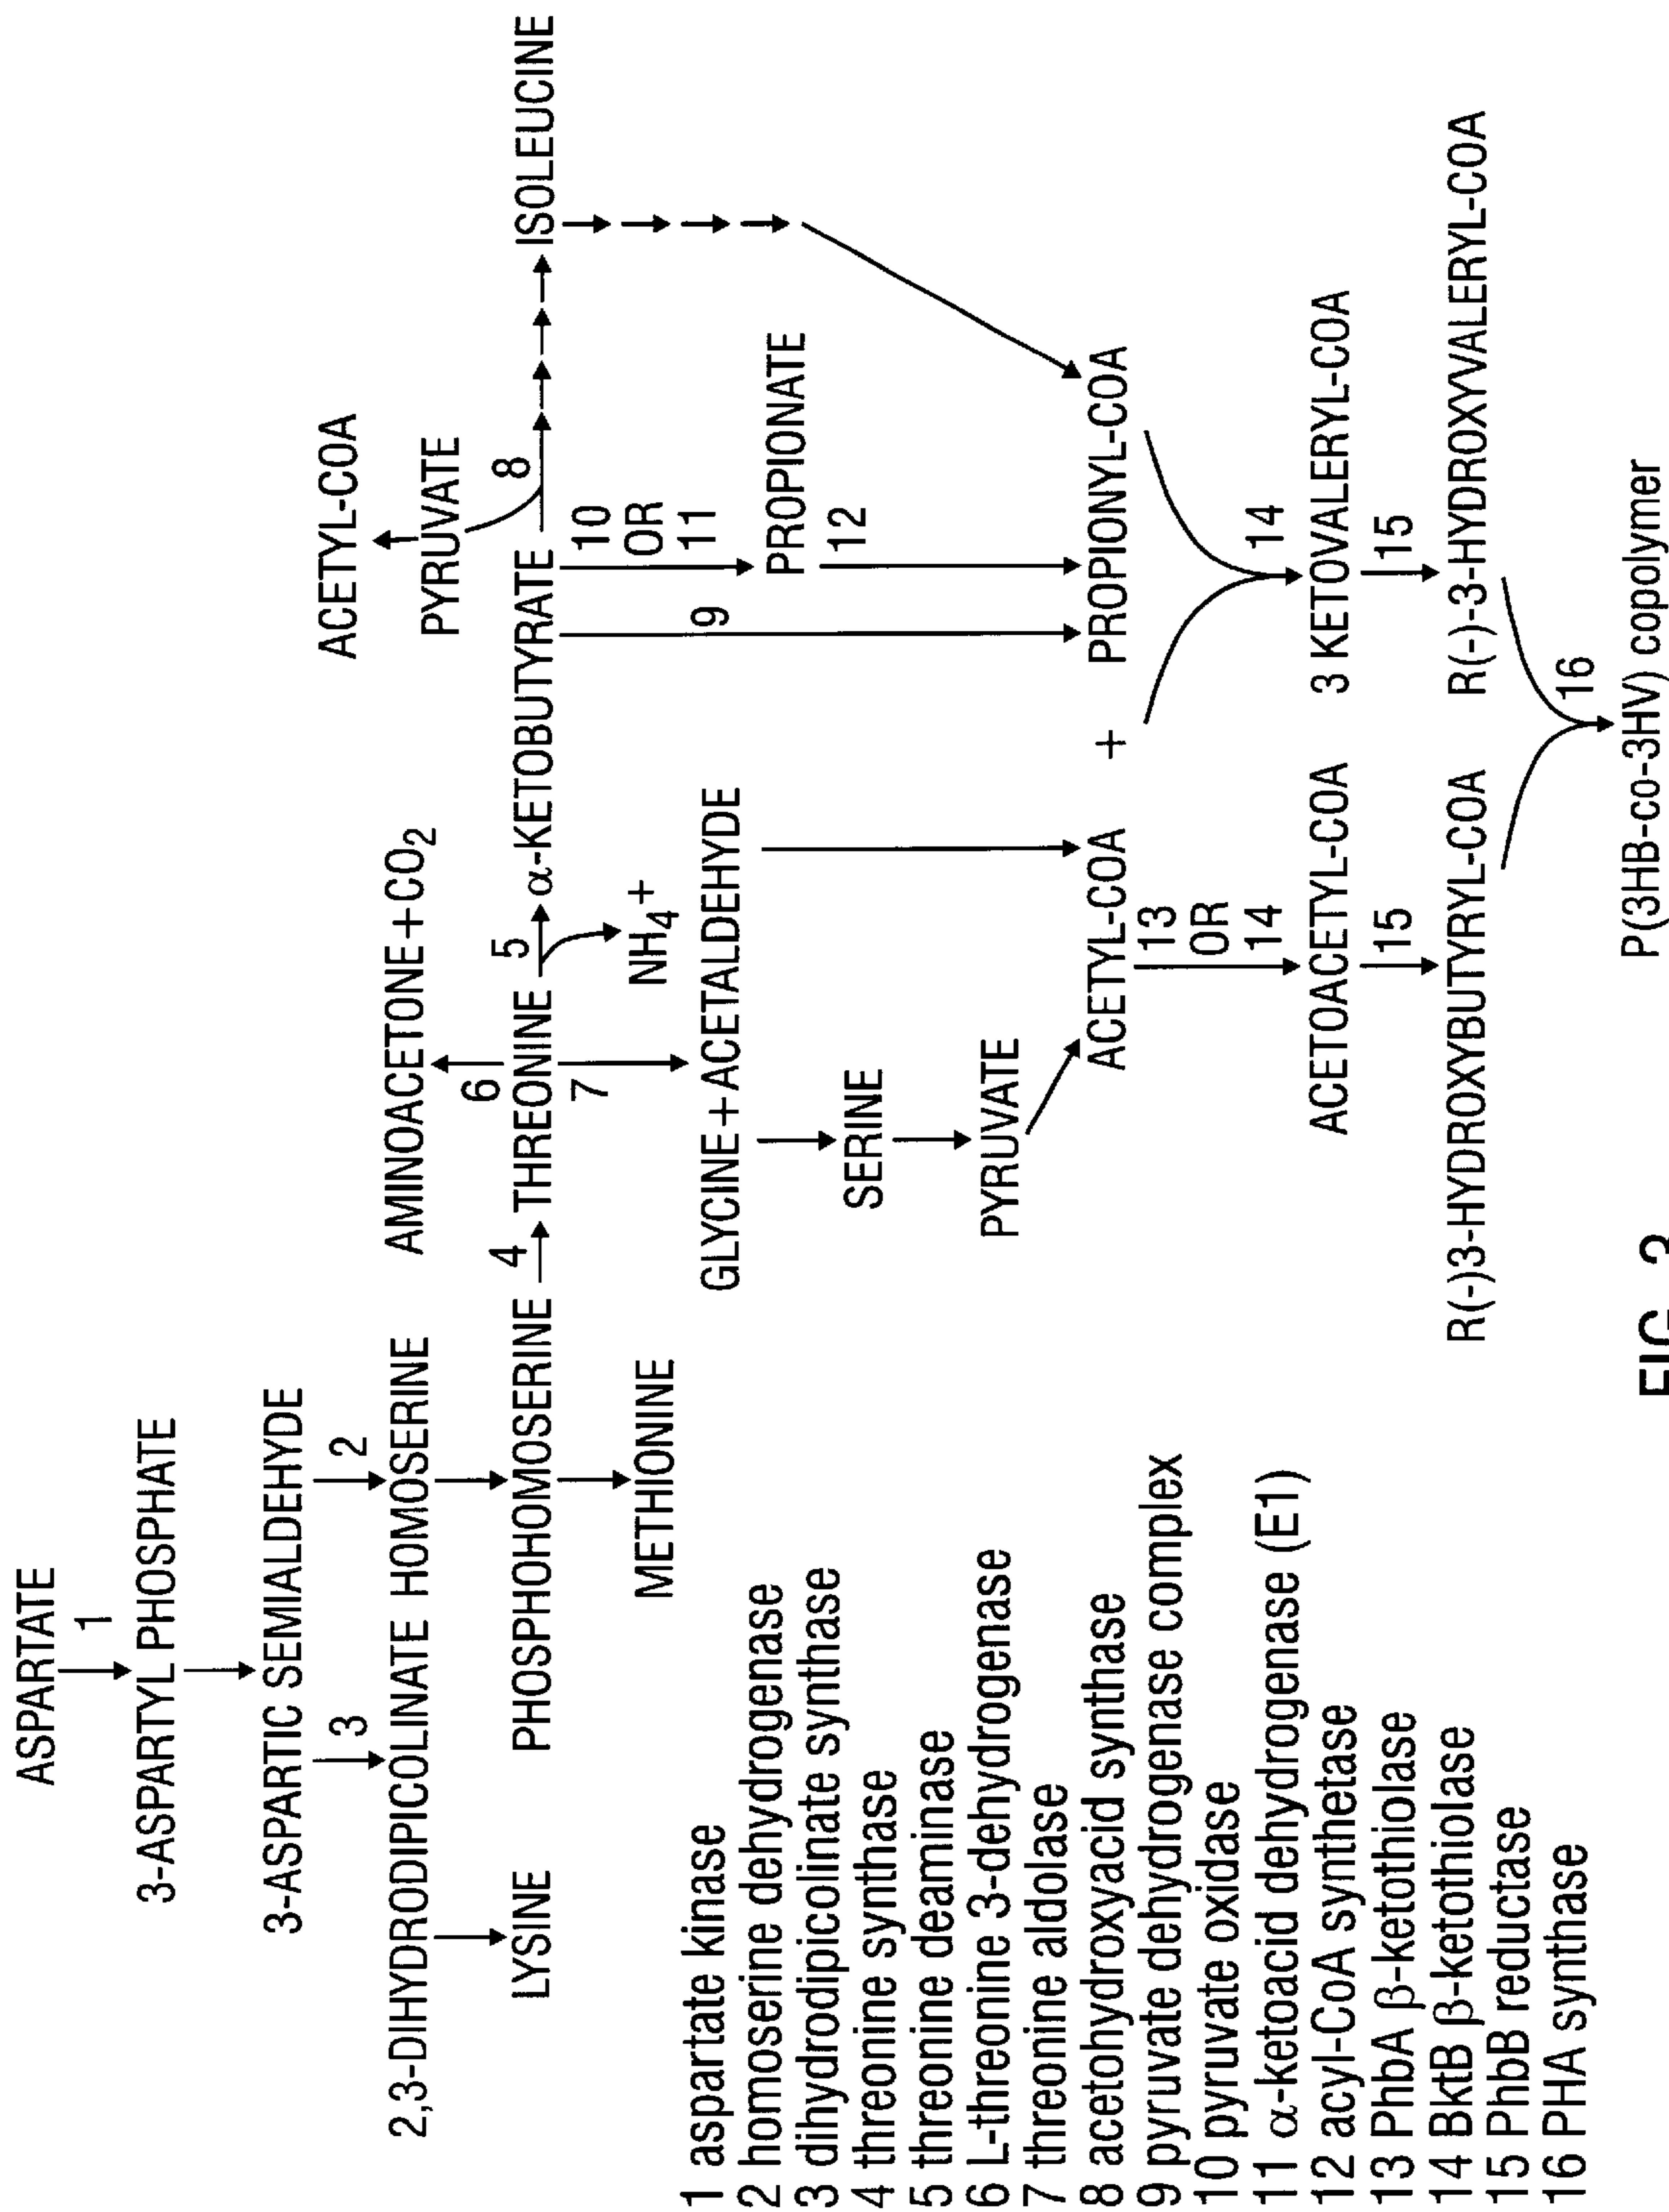 ASPARTATE
1
3-ASPARTYL PHOSPHATE
3-ASPARTIC SEMIALDEHYDE
3
2
2,3-DIHYDRODIPICOLINATE HOMOSERINE
LYSINE
PHOSPHOHOMOSERINE
METHIONINE
4
THREONINE
6
AMINOACETONE+CO₂
7
GLYCINE+ACETALDEHYDE
SERINE
PYRUVATE
5
NH₄⁺
α-KETOBUTYRATE
ACETYL-COA
PYRUVATE
8
ISOLEUCINE
9
10
OR
11
PROPIONATE
12
ACETYL-COA + PROPIONYL-COA
13
OR
14
14
ACETOACETYL-COA
3 KETOVALERYL-COA
15
15
R(-)3-HYDROXYBUTYRYL-COA
R(-)-3-HYDROXYVALERYL-COA
16
P(3HB-co-3HV) copolymer
1 aspartate kinase
2 homoserine dehydrogenase
3 dihydrodipicolinate synthase
4 threonine synthase
5 threonine deaminase
6 L-threonine 3-dehydrogenase
7 threonine aldolase
8 acetohydroxyacid synthase
9 pyruvate dehydrogenase complex
10 pyruvate oxidase
11 α-ketoacid dehydrogenase (E1)
12 acyl-CoA synthetase
13 PhbA β-ketothiolase
14 BktB β-ketothiolase
15 PhbB reductase
16 PHA synthase
FIG. 3